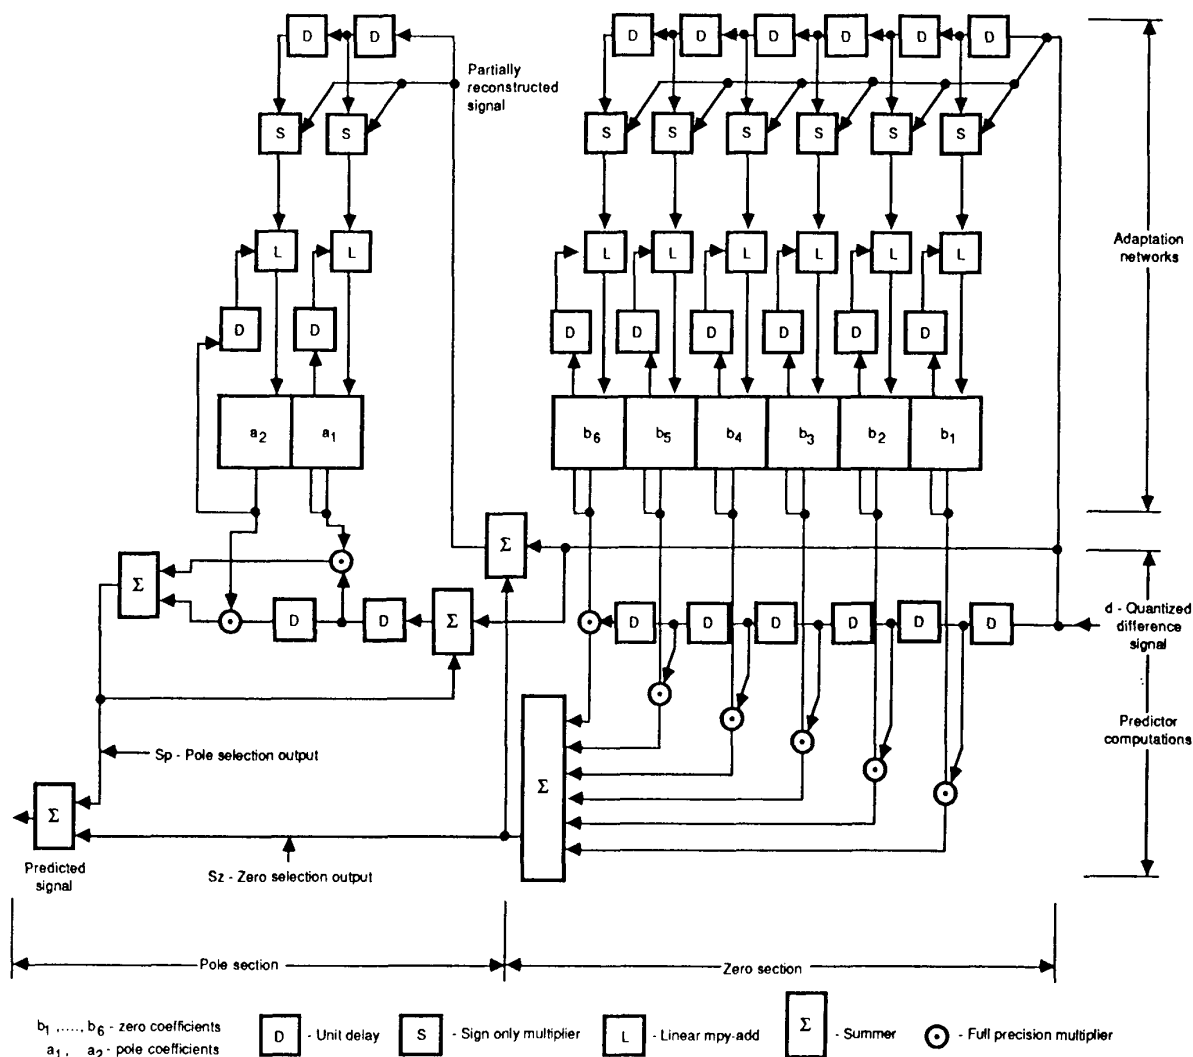 D D D D D D D D
Partially
reconstructed
signal
S S S S S S S S
L L L L L L L L
Adaptation
networks
D D D D D D D D
a2 a1 b6 b5 b4 b3 b2 b1
Σ
Σ
D D Σ D D D D D D
d - Quantized
difference
signal
Sp - Pole selection output
Predictor
computations
Σ
Σ
Predicted
signal
Sz - Zero selection output
Pole section
Zero section
b1 ,...., b6 - zero coefficients
a1 , a2 - pole coefficients
D - Unit delay
S - Sign only multiplier
L - Linear mpy-add
Σ - Summer
- Full precision multiplier